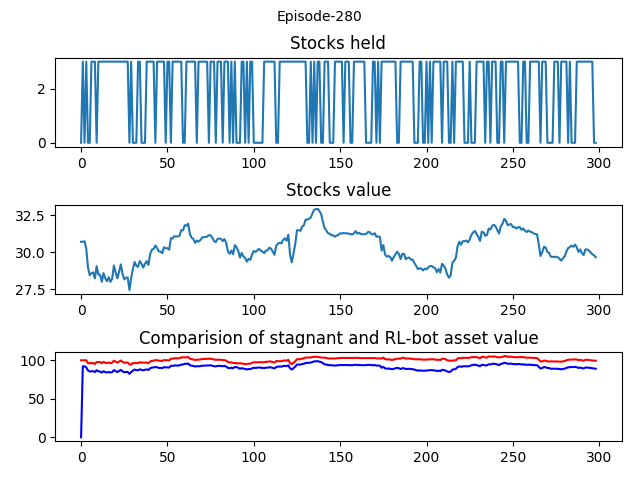 Episode-280
Stocks held
2
0
0 50 100 150 200 250 300
Stocks value
32.5
30.0
27.5
0 50 100 150 200 250 300
Comparision of stagnant and RL-bot asset value
100
50
0
0 50 100 150 200 250 300